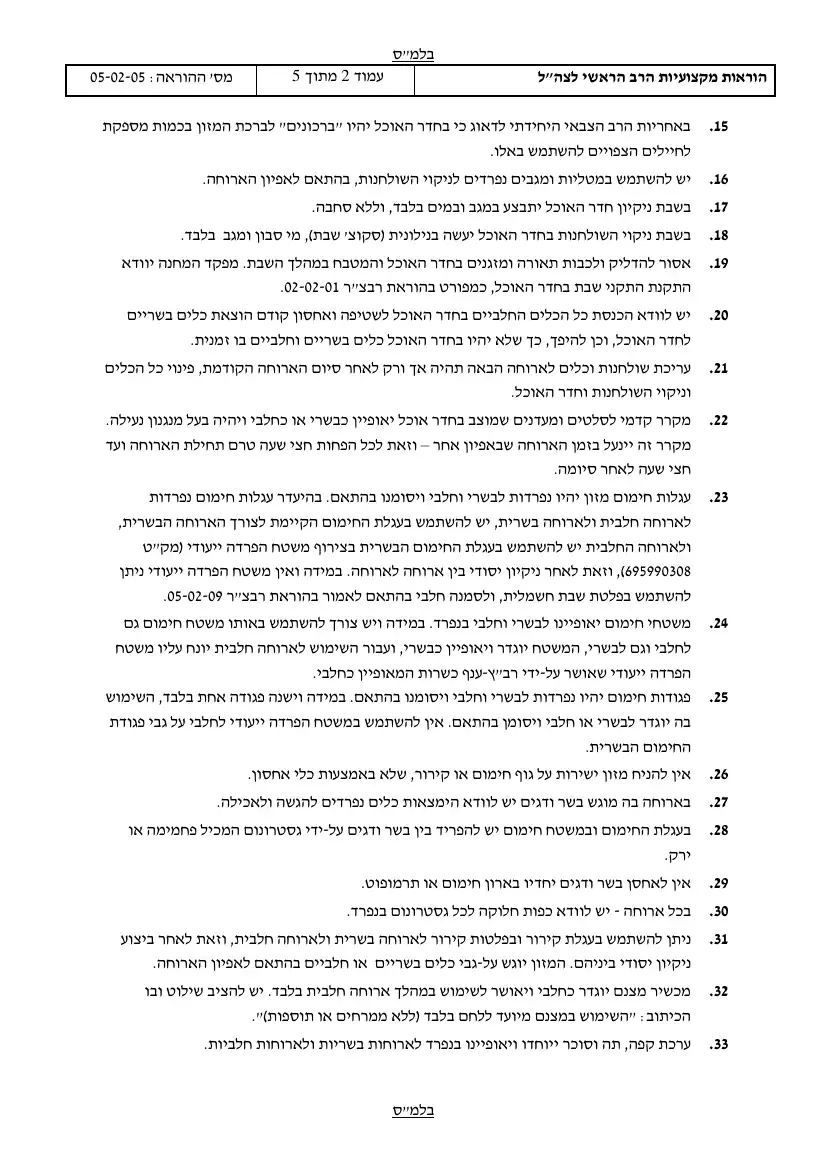 בלמ״ס
הוראות מקצועיות הרב הראשי לצה״ל עמוד 2 מתוך 5 מס׳ ההוראה: 05-02-05
15. באחריות הרב הצבאי היחידתי לדאוג כי בחדר האוכל יהיו ״ברכונים״ לברכת המזון בכמות מספקת
לחיילים הצפויים להשתמש באלו.
16. יש להשתמש במטליות ומגבים נפרדים לניקוי השולחנות, בהתאם לאפיון הארוחה.
17. בשבת ניקיון חדר האוכל יתבצע במגב ובמים בלבד, וללא סחבה.
18. בשבת ניקוי השולחנות בחדר האוכל יעשה בנילונית (סקוצ׳ שבת), מי סבון ומגב בלבד.
19. אסור להדליק ולכבות תאורה ומזגנים בחדר האוכל והמטבח במהלך השבת. מפקד המחנה יוודא
התקנת התקני שבת בחדר האוכל, כמפורט בהוראת רבצ״ר 02-02-01.
20. יש לוודא הכנסת כל הכלים החלביים בחדר האוכל לשטיפה ואחסון קודם הוצאת כלים בשריים
לחדר האוכל, וכן להיפך, כך שלא יהיו בחדר האוכל כלים בשריים וחלביים בו זמנית.
21. עריכת שולחנות וכלים לארוחה הבאה תהיה אך ורק לאחר סיום הארוחה הקודמת, פינוי כל הכלים
וניקוי השולחנות וחדר האוכל.
22. מקרר קדמי לסלטים ומעדנים שמוצב בחדר אוכל יאופיין כבשרי או כחלבי ויהיה בעל מנגנון נעילה.
מקרר זה יינעל בזמן הארוחה שבאפיון אחר – וזאת לכל הפחות חצי שעה טרם תחילת הארוחה ועד
חצי שעה לאחר סיומה.
23. עגלות חימום מזון יהיו נפרדות לבשרי וחלבי ויסומנו בהתאם. בהיעדר עגלות חימום נפרדות
לארוחה חלבית ולארוחה בשרית, יש להשתמש בעגלת החימום הקיימת לצורך הארוחה הבשרית,
ולארוחה החלבית יש להשתמש בעגלת החימום הבשרית בצירוף משטח הפרדה ייעודי (מק״ט
695990308), וזאת לאחר ניקיון יסודי בין ארוחה לארוחה. במידה ואין משטח הפרדה ייעודי ניתן
להשתמש בפלטת שבת חשמלית, ולסמנה חלבי בהתאם לאמור בהוראת רבצ״ר 05-02-09.
24. משטחי חימום יאופיינו לבשרי וחלבי בנפרד. במידה ויש צורך להשתמש באותו משטח חימום גם
לחלבי וגם לבשרי, המשטח יוגדר ויאופיין כבשרי, ועבור השימוש לארוחה חלבית יונח עליו משטח
הפרדה ייעודי שאושר על-ידי רב״ץ-ענף כשרות המאופיין כחלבי.
25. פגודות חימום יהיו נפרדות לבשרי וחלבי ויסומנו בהתאם. במידה וישנה פגודה אחת בלבד, השימוש
בה יוגדר לבשרי או חלבי ויסומן בהתאם. אין להשתמש במשטח הפרדה ייעודי לחלבי על גבי פגודת
החימום הבשרית.
26. אין להניח מזון ישירות על גוף חימום או קירור, שלא באמצעות כלי אחסון.
27. בארוחה בה מוגש בשר ודגים יש לוודא הימצאות כלים נפרדים להגשה ולאכילה.
28. בעגלת החימום ובמשטח חימום יש להפריד בין בשר ודגים על-ידי גסטרונום המכיל פחמימה או
ירק.
29. אין לאחסן בשר ודגים יחדיו בארון חימום או תרמופוט.
30. בכל ארוחה - יש לוודא כפות חלוקה לכל גסטרונום בנפרד.
31. ניתן להשתמש בעגלת קירור ובפלטות קירור לארוחה בשרית ולארוחה חלבית, וזאת לאחר ביצוע
ניקיון יסודי ביניהם. המזון יוגש על-גבי כלים בשריים או חלביים בהתאם לאפיון הארוחה.
32. מכשיר מצנם יוגדר כחלבי ויאושר לשימוש במהלך ארוחה חלבית בלבד. יש להציב שילוט ובו
הכיתוב: ״השימוש במצנם מיועד ללחם בלבד (ללא ממרחים או תוספות)״.
33. ערכת קפה, תה וסוכר ייוחדו ויאופיינו בנפרד לארוחות בשריות ולארוחות חלביות.
בלמ״ס